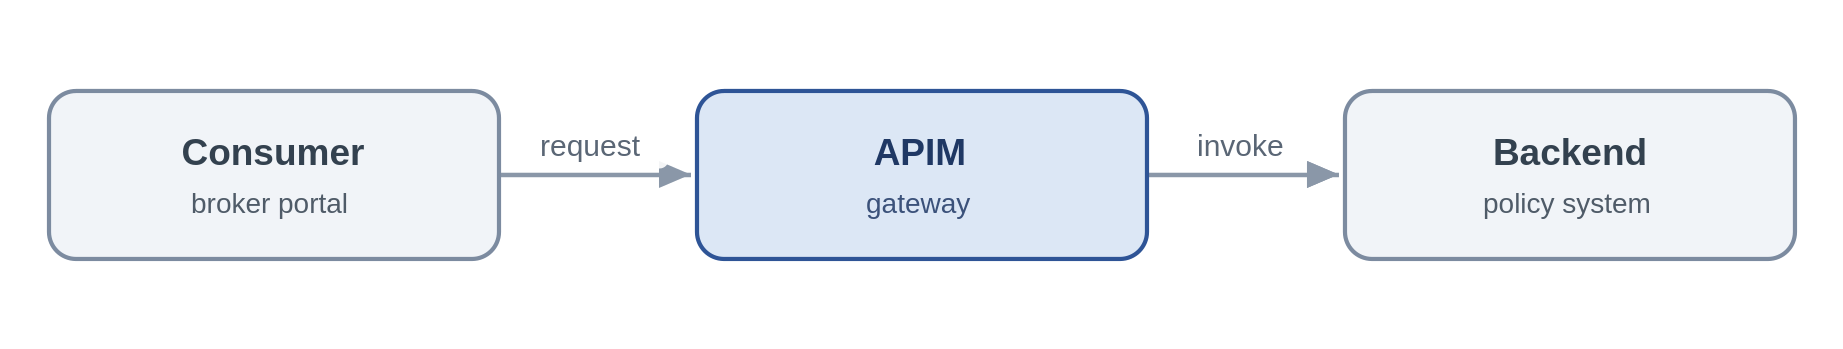 Consumer
broker portal
request
APIM
gateway
invoke
Backend
policy system